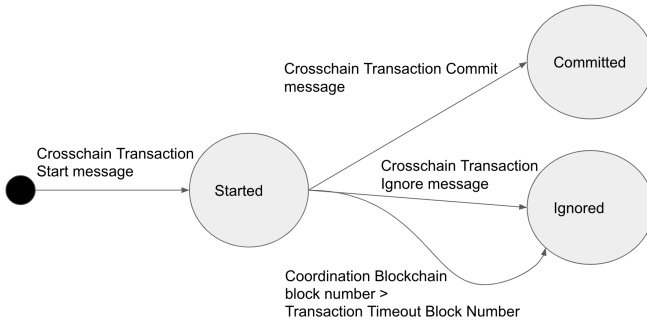 Crosschain Transaction Commit
message
Committed
Crosschain Transaction
Start message
Started
Crosschain Transaction
Ignore message
Ignored
Coordination Blockchain
block number >
Transaction Timeout Block Number